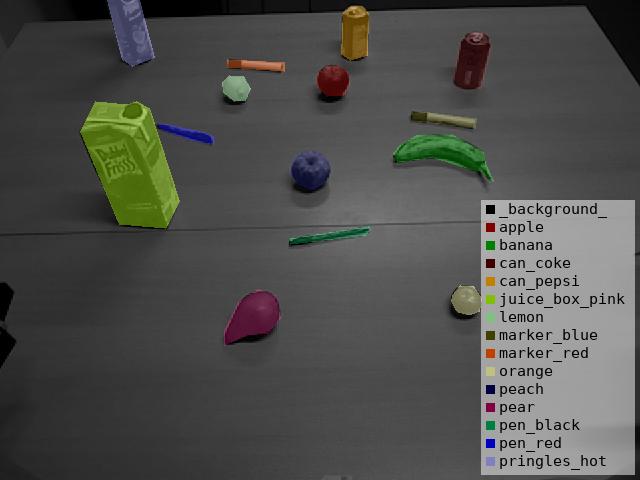 _background_
apple
banana
can_coke
can_pepsi
juice_box_pink
lemon
marker_blue
marker_red
orange
peach
pear
pen_black
pen_red
pringles_hot